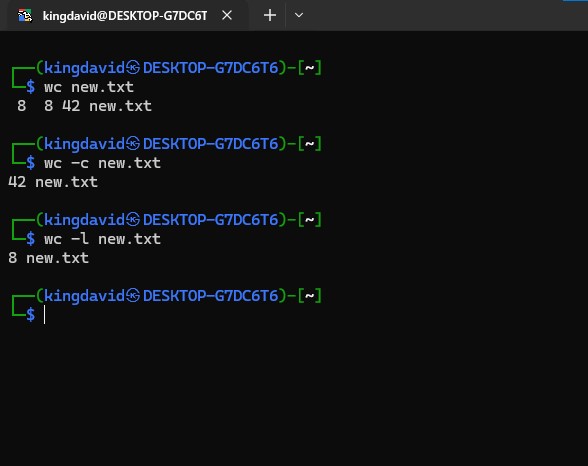 kingdavid@DESKTOP-G7DC6T
┌──(kingdavid㉿DESKTOP-G7DC6T6)-[~]
└─$ wc new.txt
 8  8 42 new.txt
┌──(kingdavid㉿DESKTOP-G7DC6T6)-[~]
└─$ wc -c new.txt
42 new.txt
┌──(kingdavid㉿DESKTOP-G7DC6T6)-[~]
└─$ wc -l new.txt
8 new.txt
┌──(kingdavid㉿DESKTOP-G7DC6T6)-[~]
└─$